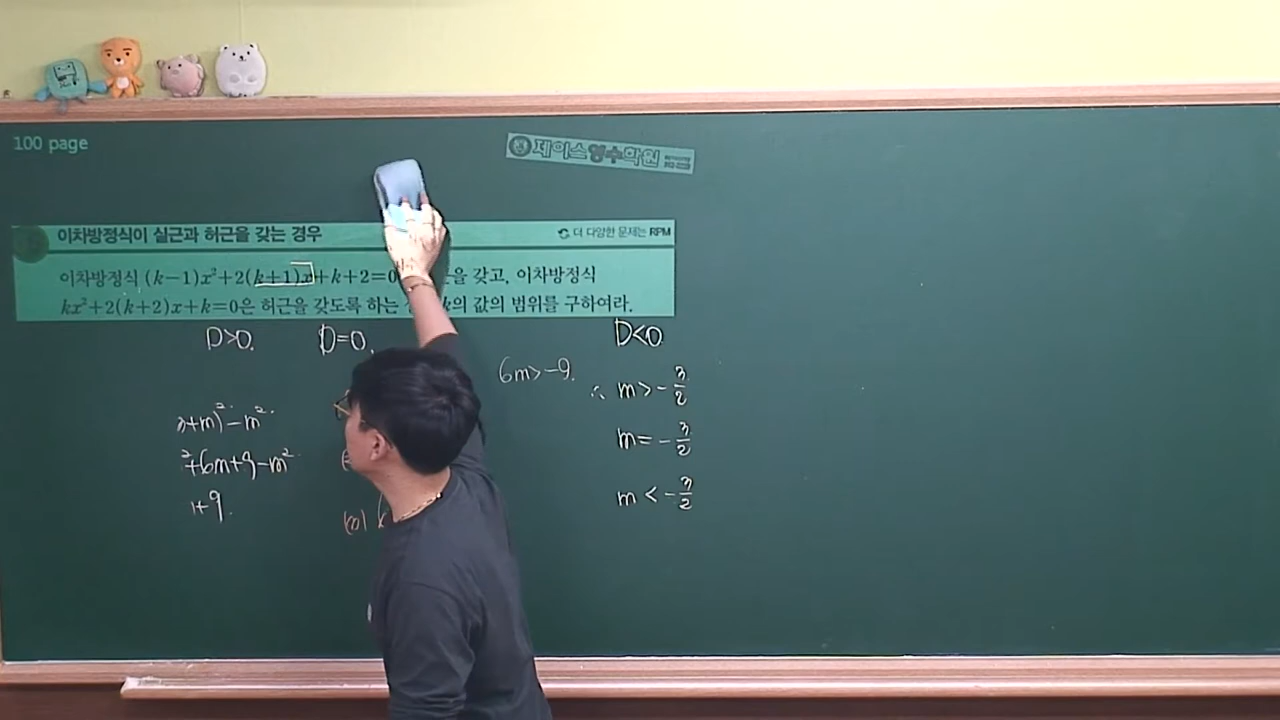 100 page
제이스영수학원
이차방정식이 실근과 허근을 갖는 경우
더 다양한 문제는 RPM
이차방정식 (k−1)x²+2(k+1)x+k+2=0 을 갖고, 이차방정식
kx²+2(k+2)x+k=0은 허근을 갖도록 하는 k의 값의 범위를 구하여라.
D>0. D=0. D<0.
6m>−9. ∴ m>−3/2
+m)²−m².
²+6m+9−m² m=−3/2
+9. m<−3/2